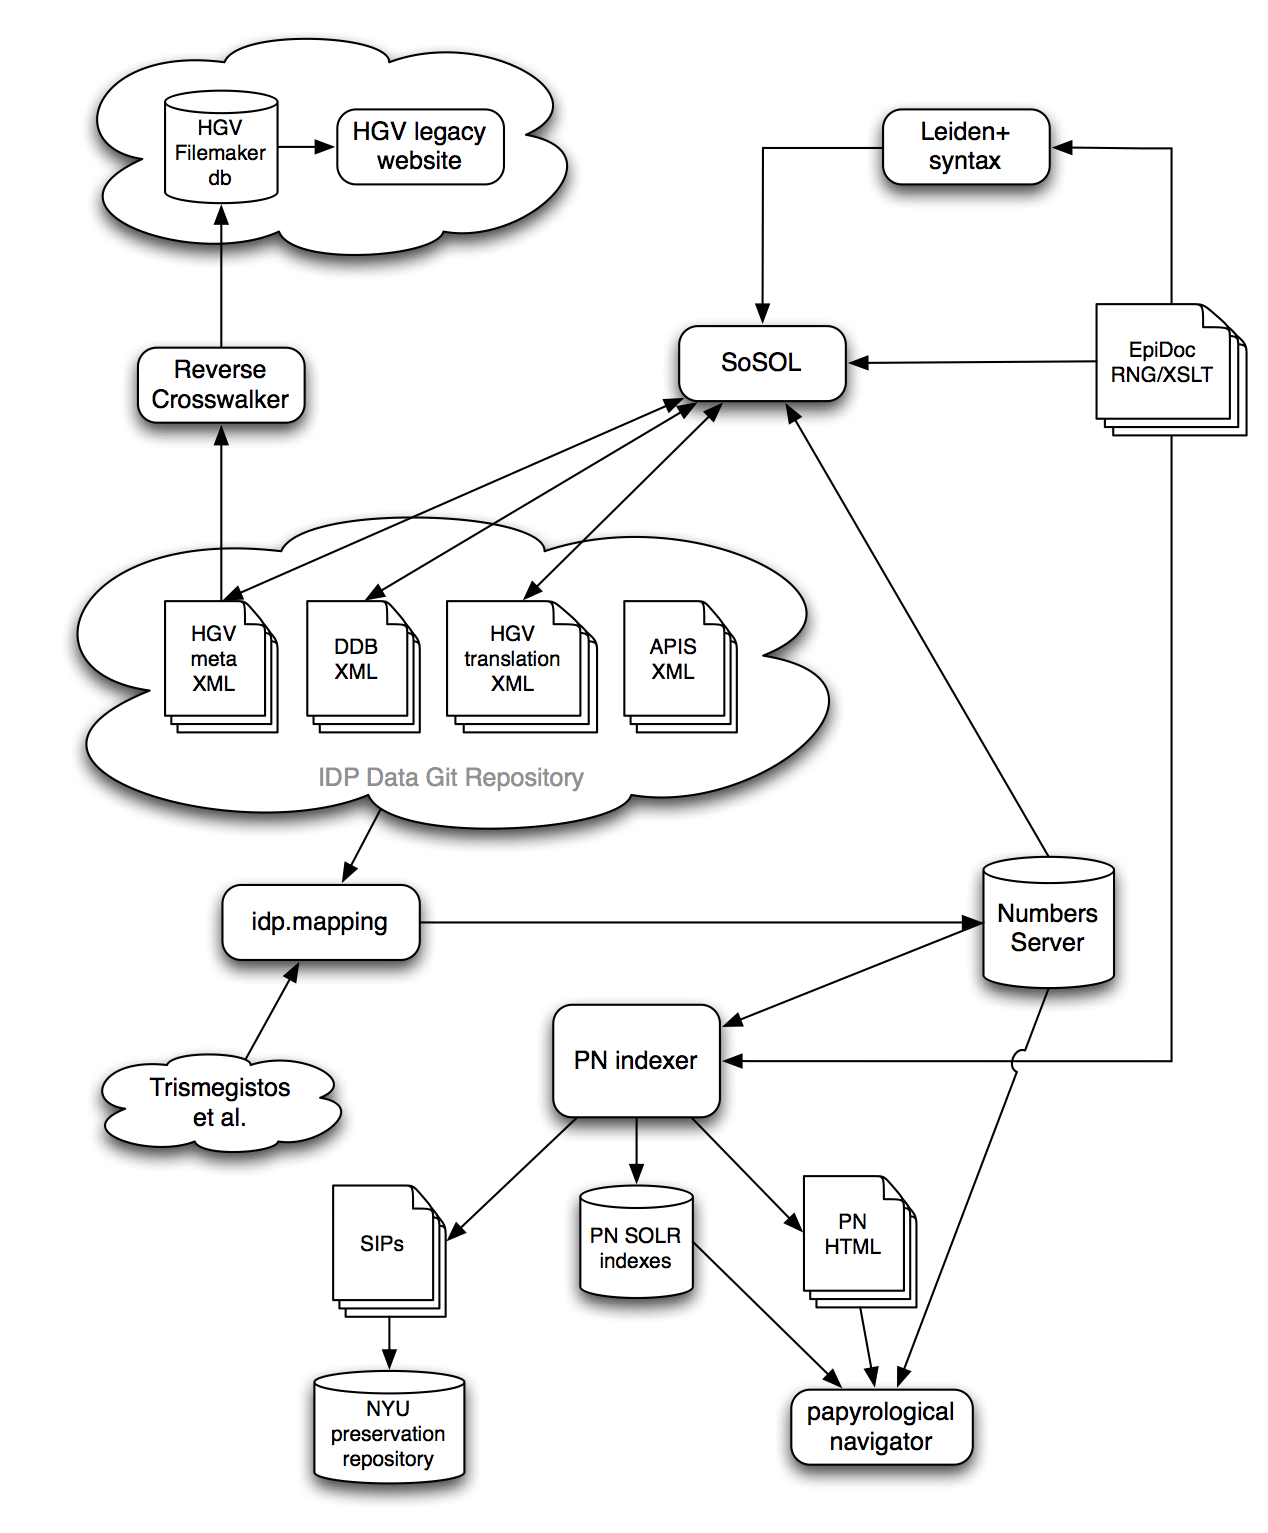 HGV
Filemaker
db
HGV legacy
website
Leiden+
syntax
Reverse
Crosswalker
SoSOL
EpiDoc
RNG/XSLT
HGV
meta
XML
DDB
XML
HGV
translation
XML
APIS
XML
IDP Data Git Repository
idp.mapping
Numbers
Server
Trismegistos
et al.
PN indexer
SIPs
PN SOLR
indexes
PN
HTML
NYU
preservation
repository
papyrological
navigator